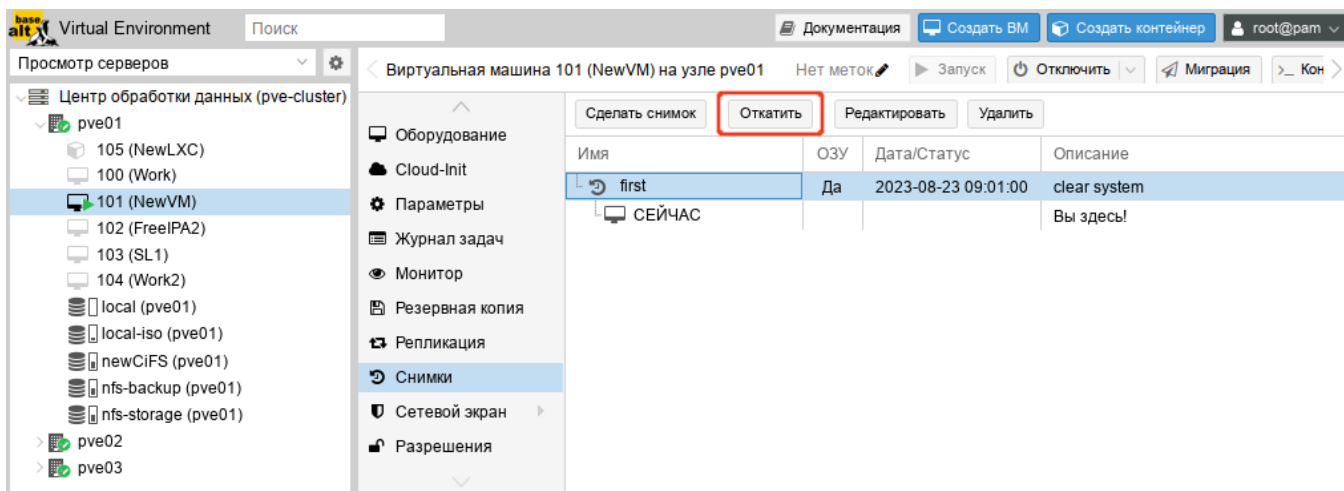 base alt Virtual Environment Поиск Документация Создать ВМ Создать контейнер root@pam
Просмотр серверов
Центр обработки данных (pve-cluster)
pve01
105 (NewLXC)
100 (Work)
101 (NewVM)
102 (FreeIPA2)
103 (SL1)
104 (Work2)
local (pve01)
local-iso (pve01)
newCiFS (pve01)
nfs-backup (pve01)
nfs-storage (pve01)
pve02
pve03
Виртуальная машина 101 (NewVM) на узле pve01 Нет меток Запуск Отключить Миграция >_ Кон
Оборудование
Cloud-Init
Параметры
Журнал задач
Монитор
Резервная копия
Репликация
Снимки
Сетевой экран
Разрешения
Сделать снимок Откатить Редактировать Удалить
Имя ОЗУ Дата/Статус Описание
first Да 2023-08-23 09:01:00 clear system
СЕЙЧАС Вы здесь!